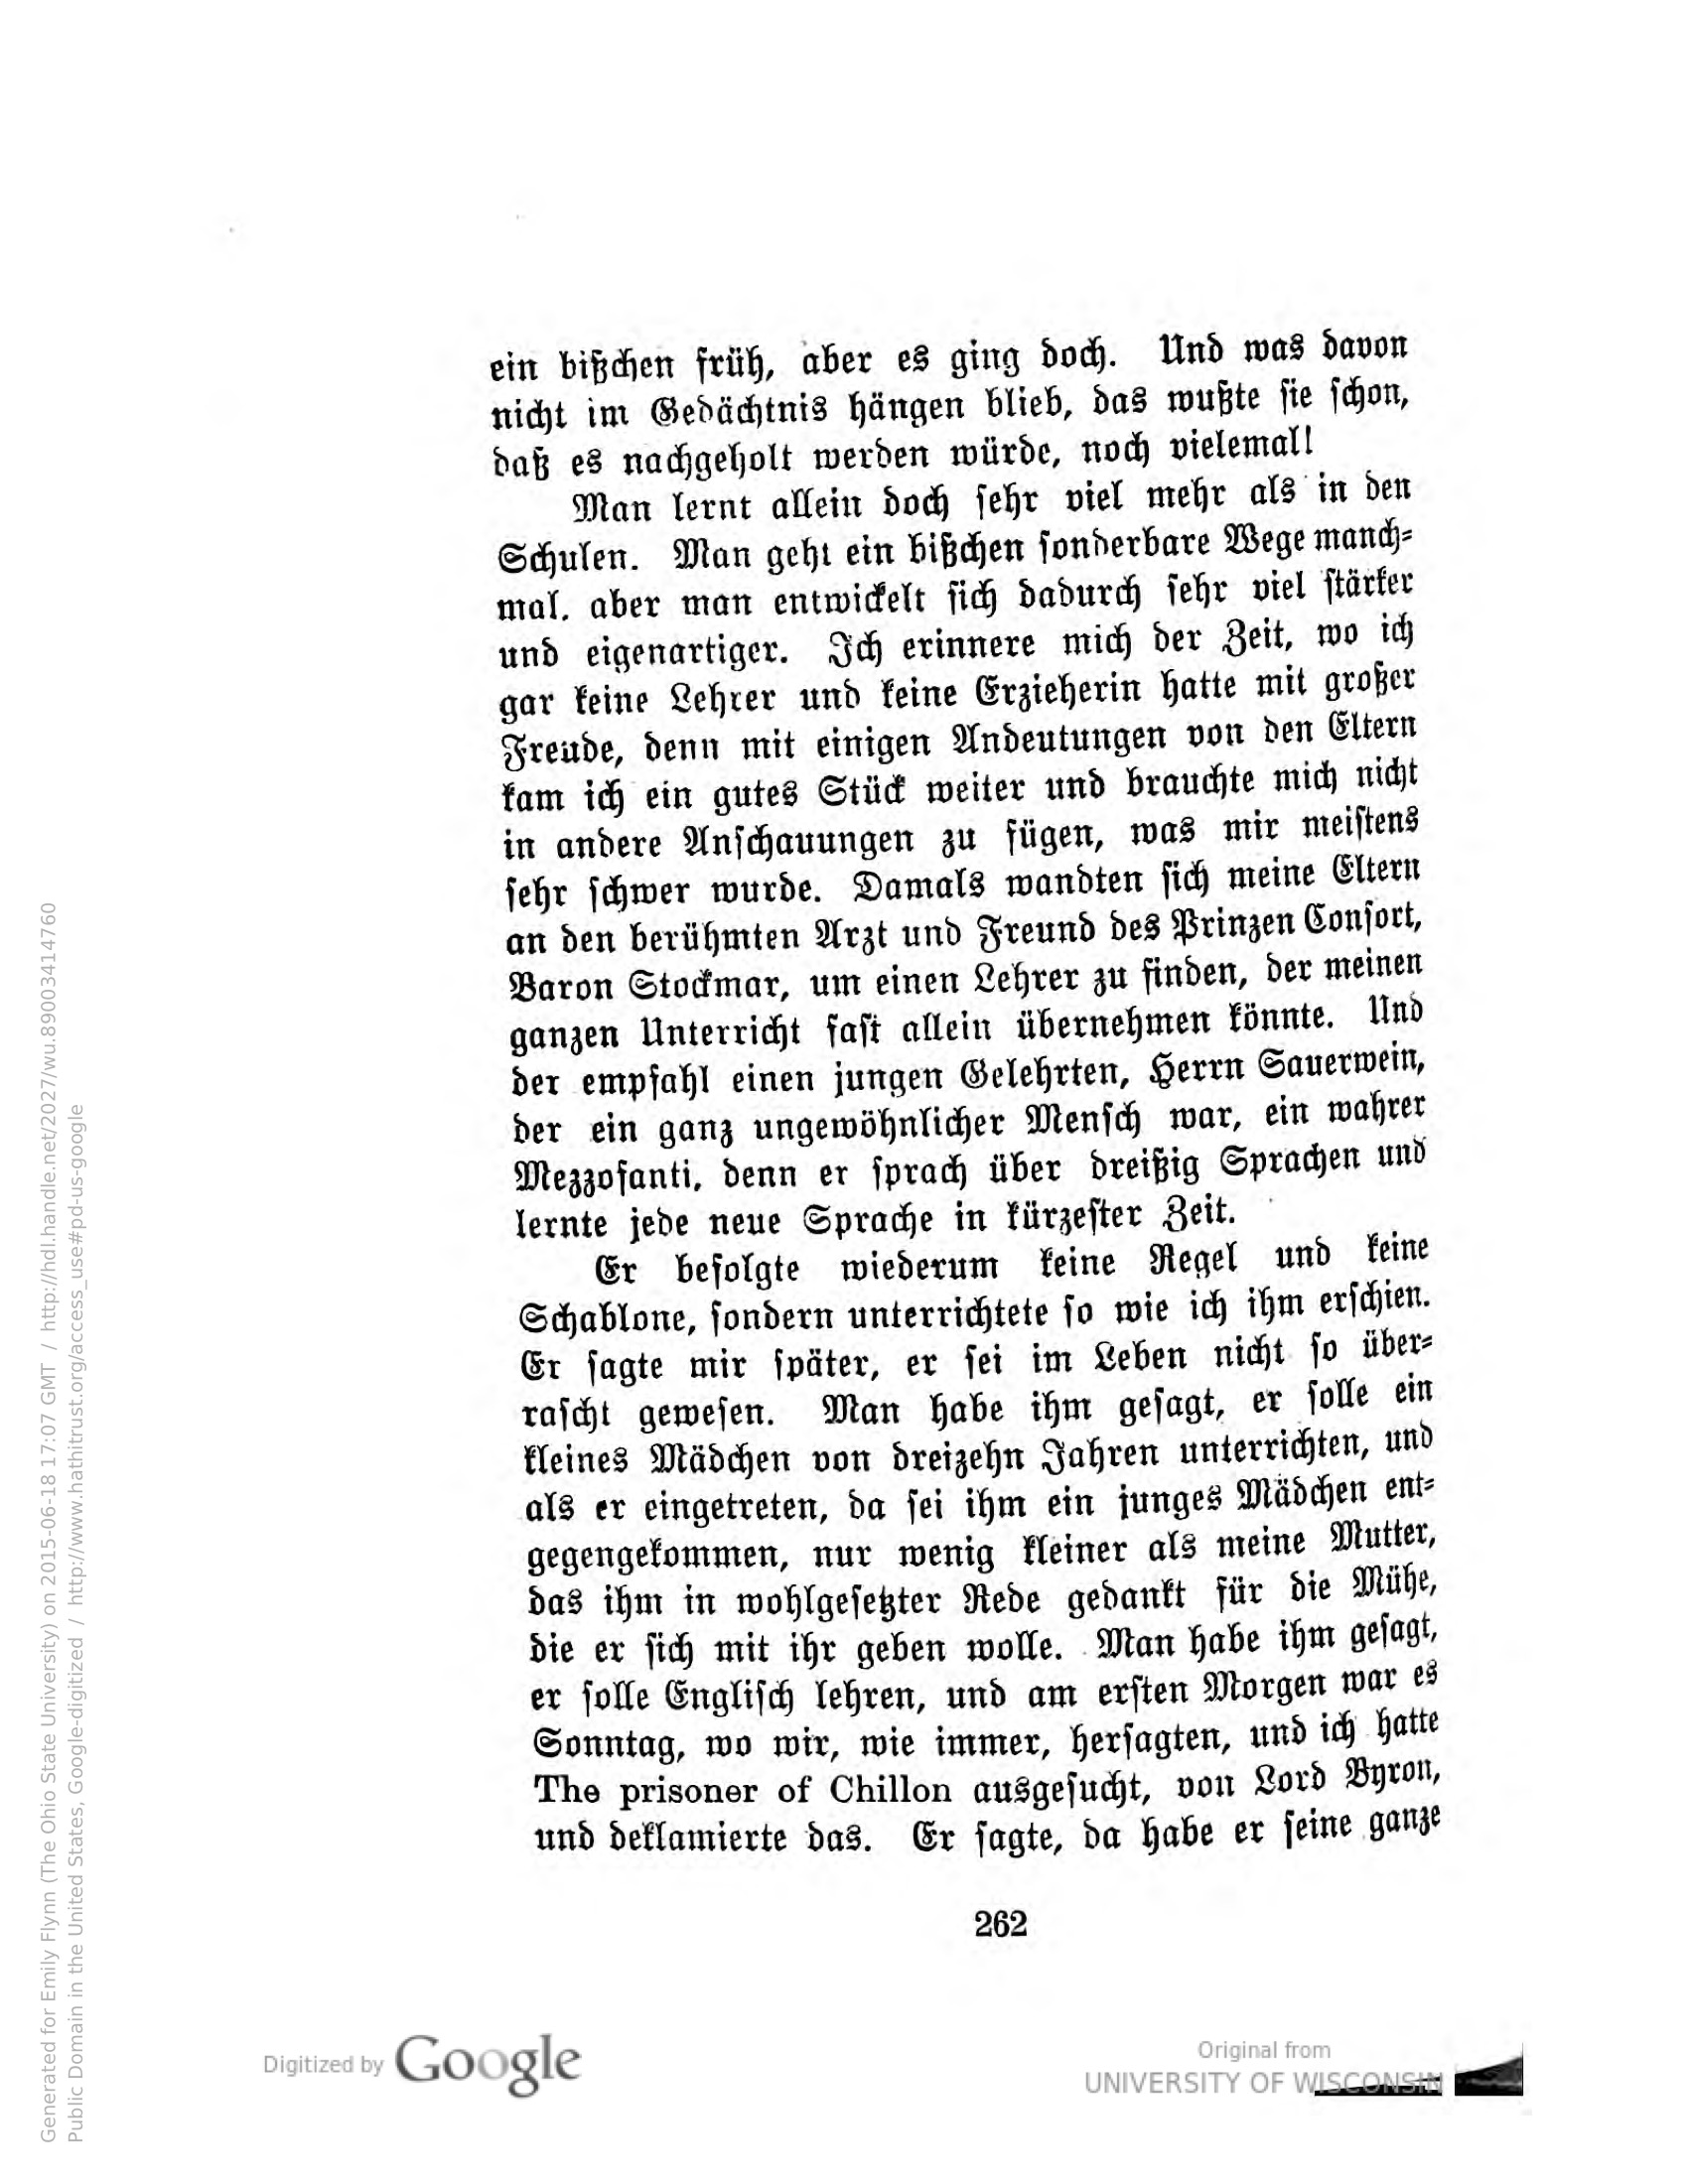 ein bißchen früh, aber es ging doch. Und was davon
nicht im Gedächtnis hängen blieb, das wußte sie schon,
daß es nachgeholt werden würde, noch vielemal!
Man lernt allein doch sehr viel mehr als in den
Schulen. Man geht ein bißchen sonderbare Wege manch-
mal. aber man entwickelt sich dadurch sehr viel stärker
und eigenartiger. Ich erinnere mich der Zeit, wo ich
gar keine Lehrer und keine Erzieherin hatte mit großer
Freude, denn mit einigen Andeutungen von den Eltern
kam ich ein gutes Stück weiter und brauchte mich nicht
in andere Anschauungen zu fügen, was mir meistens
sehr schwer wurde. Damals wandten sich meine Eltern
an den berühmten Arzt und Freund des Prinzen Consort,
Baron Stockmar, um einen Lehrer zu finden, der meinen
ganzen Unterricht fast allein übernehmen könnte. Und
der empfahl einen jungen Gelehrten, Herrn Sauerwein,
der ein ganz ungewöhnlicher Mensch war, ein wahrer
Mezzofanti, denn er sprach über dreißig Sprachen und
lernte jede neue Sprache in kürzester Zeit.
Er befolgte wiederum keine Regel und keine
Schablone, sondern unterrichtete so wie ich ihm erschien.
Er sagte mir später, er sei im Leben nicht so über-
rascht gewesen. Man habe ihm gesagt, er solle ein
kleines Mädchen von dreizehn Jahren unterrichten, und
als er eingetreten, da sei ihm ein junges Mädchen ent-
gegengekommen, nur wenig kleiner als meine Mutter,
das ihm in wohlgesetzter Rede gedankt für die Mühe,
die er sich mit ihr geben wolle. Man habe ihm gesagt,
er solle Englisch lehren, und am ersten Morgen war es
Sonntag, wo wir, wie immer, hersagten, und ich hatte
The prisoner of Chillon ausgesucht, von Lord Byron,
und deklamierte das. Er sagte, da habe er seine ganze
262
Digitized by Google
Original from
UNIVERSITY OF WISCONSIN
Generated for Emily Flynn (The Ohio State University) on 2015-06-18 17:07 GMT / http://hdl.handle.net/2027/wu.89003414760
Public Domain in the United States, Google-digitized / http://www.hathitrust.org/access_use#pd-us-google